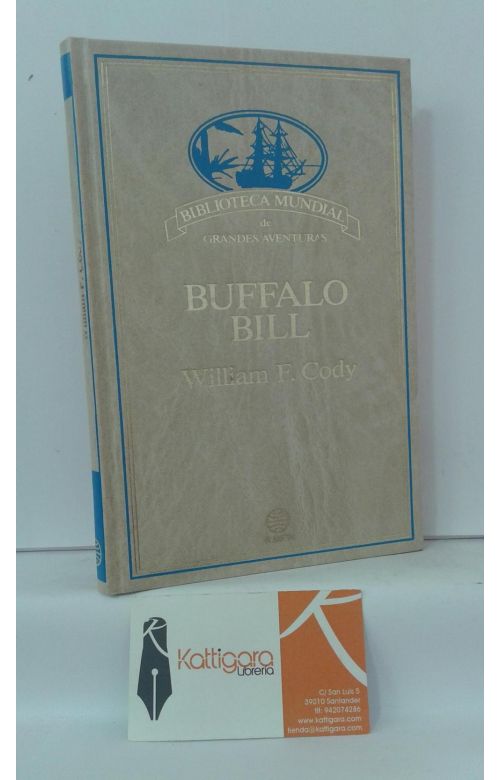 BIBLIOTECA MUNDIAL
de
GRANDES AVENTURAS
BUFFALO
BILL
William F. Cody
William F. Cody
Kattigara
Librería
C/ San Luis 5
39010 Santander
tlf: 942074286
www.kattigara.com
tienda@kattigara.com